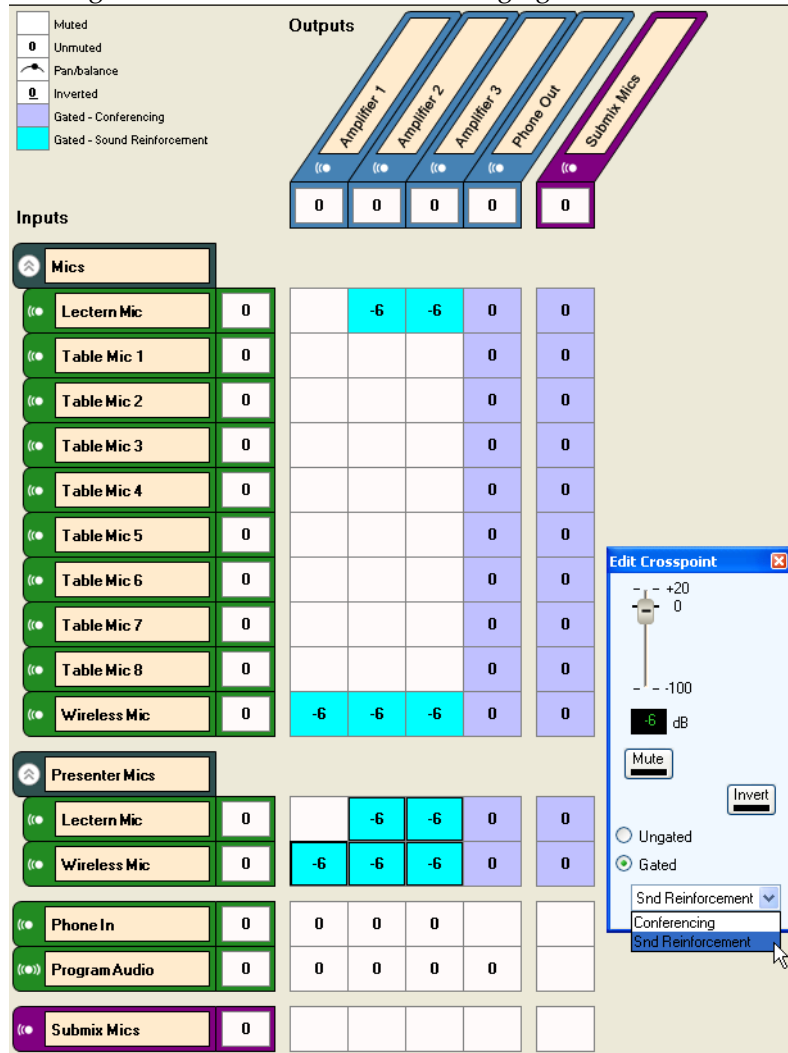 Muted
0 Unmuted
Pan/balance
0 Inverted
Gated - Conferencing
Gated - Sound Reinforcement
Outputs
Amplifier 1
Amplifier 2
Amplifier 3
Phone Out
Submix Mics
0 0 0 0 0
Inputs
Mics
Lectern Mic 0 -6 -6 0 0
Table Mic 1 0 0 0
Table Mic 2 0 0 0
Table Mic 3 0 0 0
Table Mic 4 0 0 0
Table Mic 5 0 0 0
Table Mic 6 0 0 0
Table Mic 7 0 0 0
Table Mic 8 0 0 0
Wireless Mic 0 -6 -6 -6 0 0
Presenter Mics
Lectern Mic 0 -6 -6 0 0
Wireless Mic 0 -6 -6 -6 0 0
Phone In 0 0 0 0
Program Audio 0 0 0 0 0
Submix Mics 0
Edit Crosspoint
+20
0
-100
-6 dB
Mute
Invert
Ungated
Gated
Snd Reinforcement
Conferencing
Snd Reinforcement